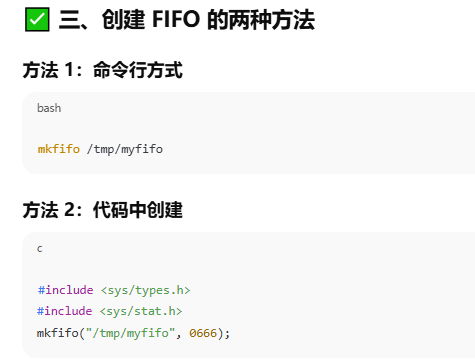 ✅ 三、创建 FIFO 的两种方法
方法 1：命令行方式
bash
mkfifo /tmp/myfifo
方法 2：代码中创建
c
#include <sys/types.h>
#include <sys/stat.h>
mkfifo("/tmp/myfifo", 0666);